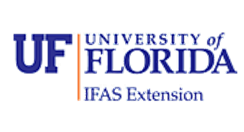 UF
UNIVERSITY of
FLORIDA
IFAS Extension